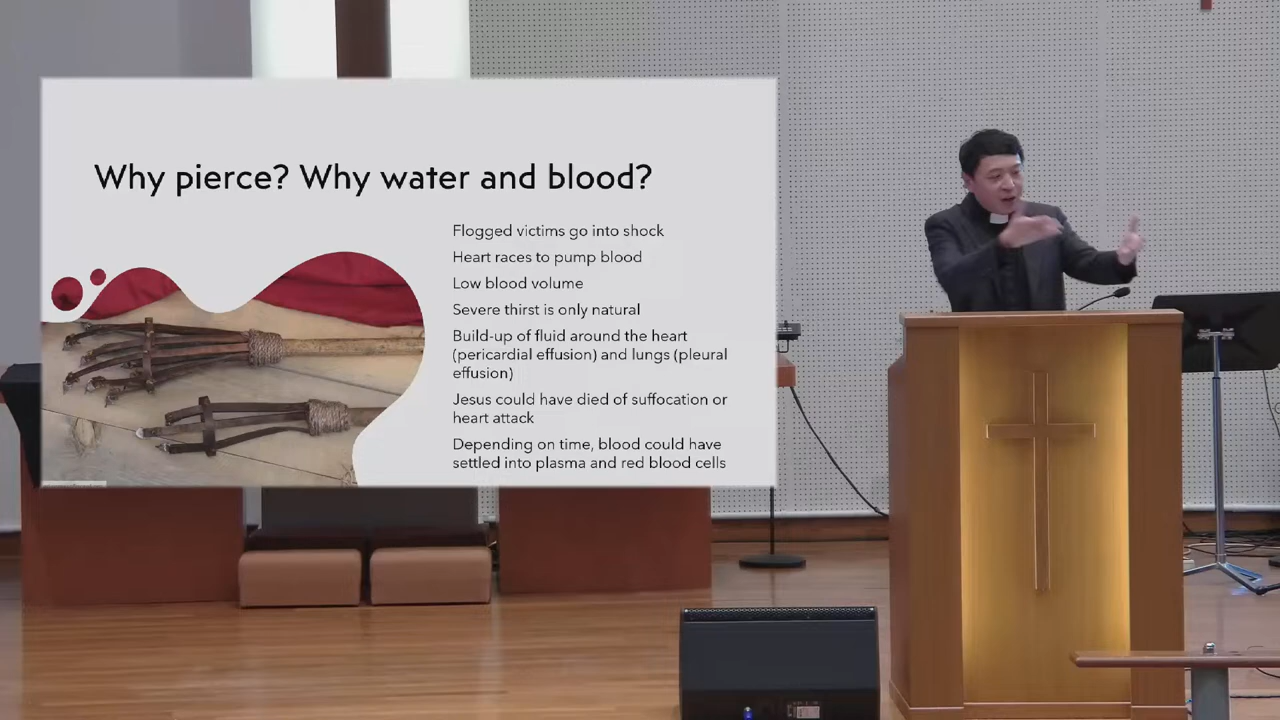 Why pierce? Why water and blood?
Flogged victims go into shock
Heart races to pump blood
Low blood volume
Severe thirst is only natural
Build-up of fluid around the heart
(pericardial effusion) and lungs (pleural
effusion)
Jesus could have died of suffocation or
heart attack
Depending on time, blood could have
settled into plasma and red blood cells